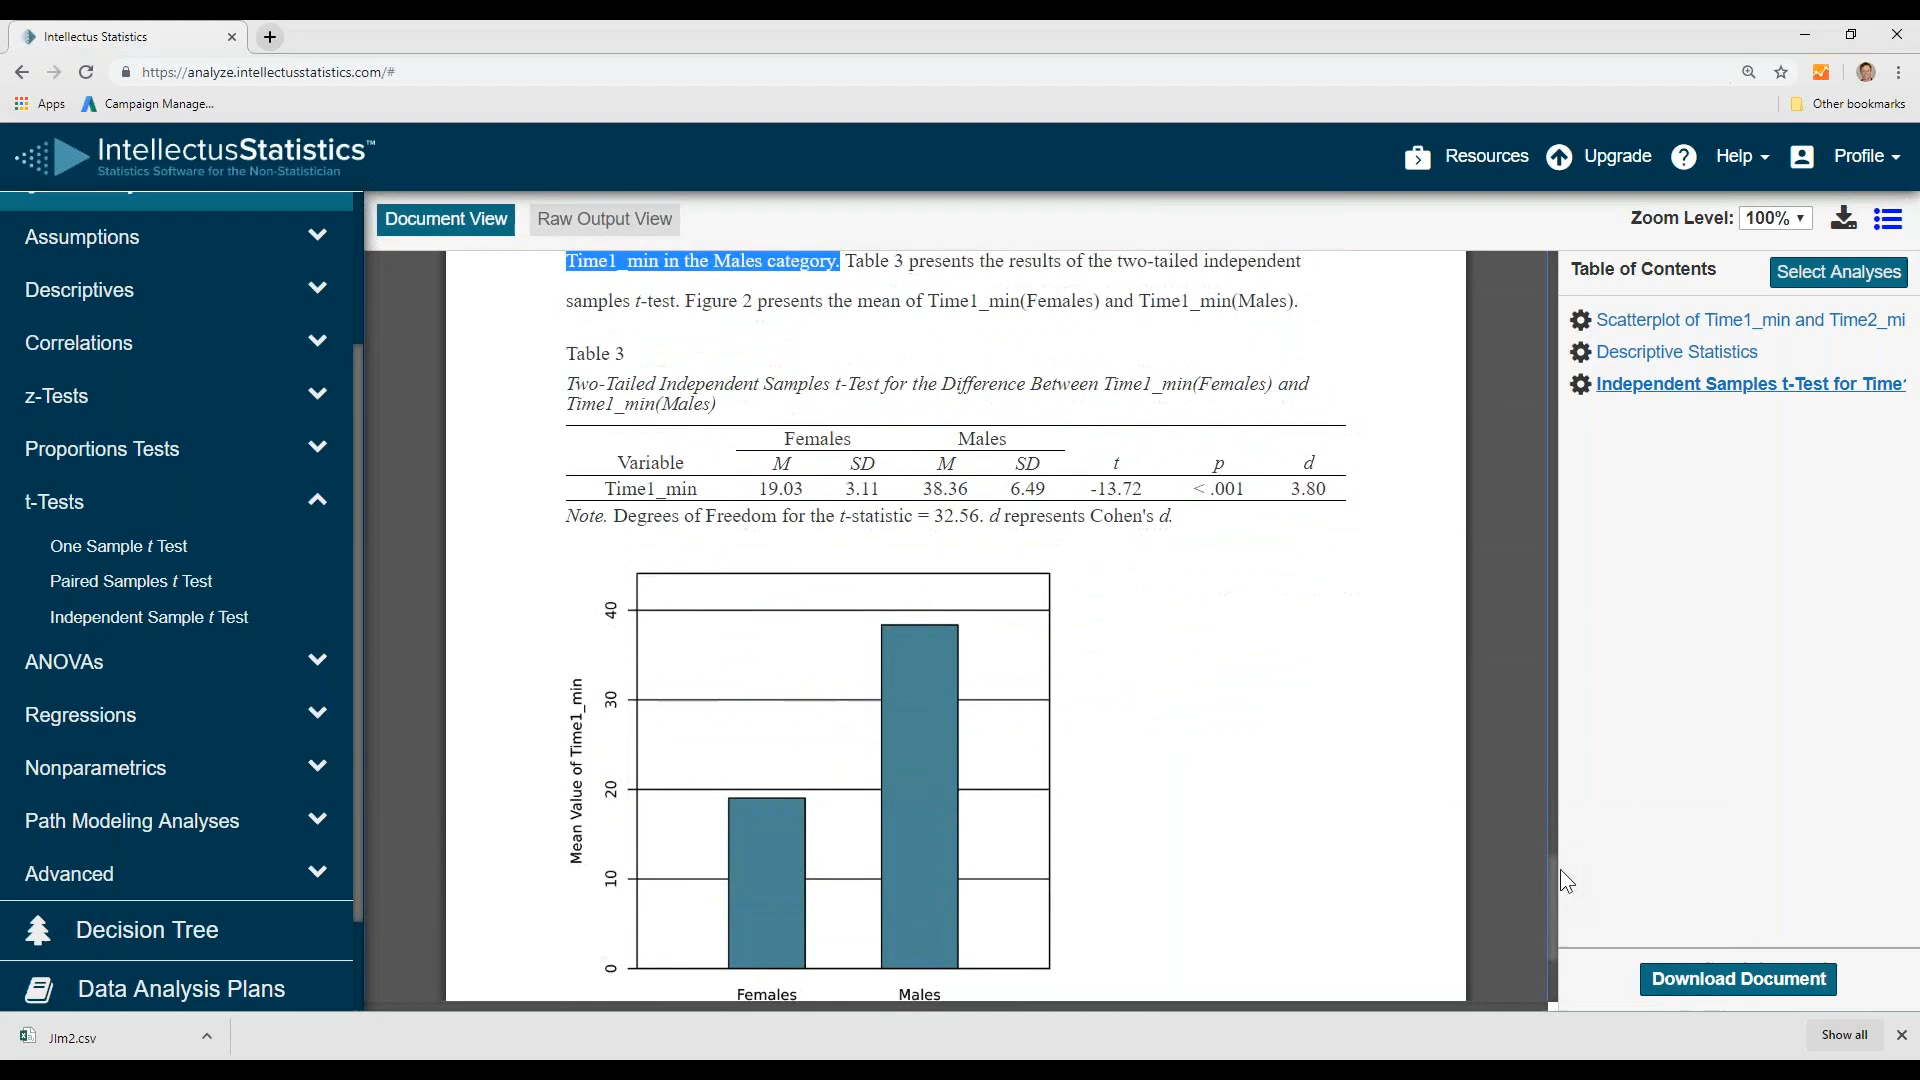 Intellectus Statistics
https://analyze.intellectusstatistics.com/#
Apps
Campaign Manage...
Other bookmarks
IntellectusStatistics™
Statistics Software for the Non-Statistician
Resources
Upgrade
Help
Profile
Assumptions
Descriptives
Correlations
z-Tests
Proportions Tests
t-Tests
One Sample t Test
Paired Samples t Test
Independent Sample t Test
ANOVAs
Regressions
Nonparametrics
Path Modeling Analyses
Advanced
Decision Tree
Data Analysis Plans
Document View
Raw Output View
Zoom Level: 100%
Time1_min in the Males category. Table 3 presents the results of the two-tailed independent
samples t-test. Figure 2 presents the mean of Time1_min(Females) and Time1_min(Males).
Table 3
Two-Tailed Independent Samples t-Test for the Difference Between Time1_min(Females) and
Time1_min(Males)
Females Males
Variable M SD M SD t p d
Time1_min 19.03 3.11 38.36 6.49 -13.72 < .001 3.80
Note. Degrees of Freedom for the t-statistic = 32.56. d represents Cohen's d.
Mean Value of Time1_min
40
30
20
10
0
Females
Males
Table of Contents
Select Analyses
Scatterplot of Time1_min and Time2_mi
Descriptive Statistics
Independent Samples t-Test for Time
Download Document
Jlm2.csv
Show all